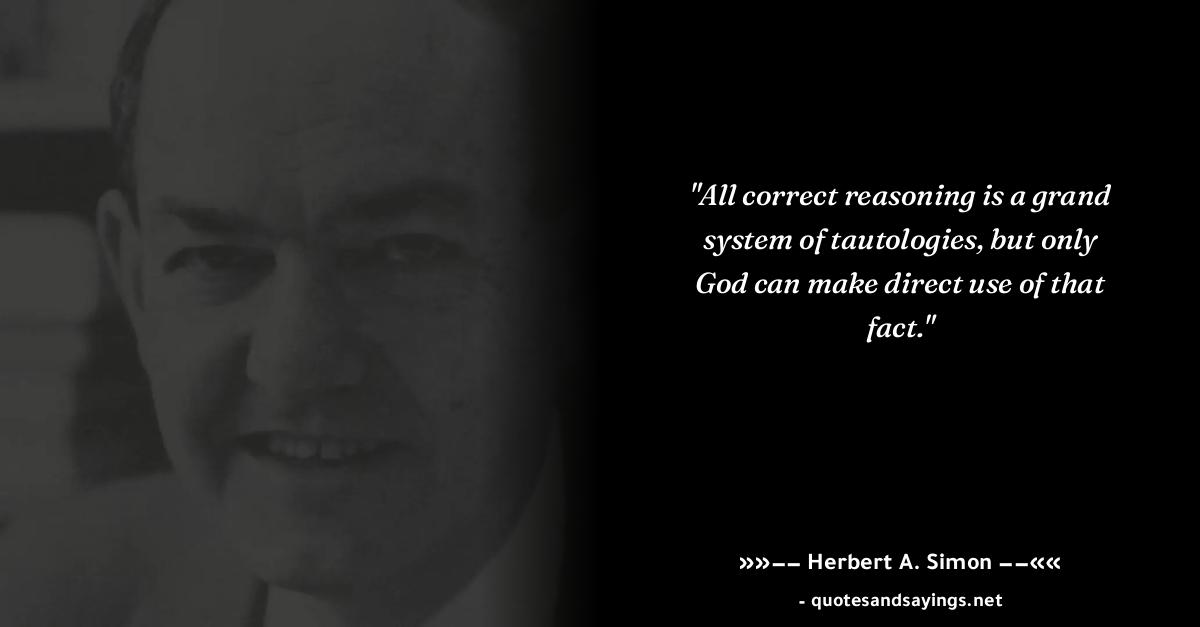 "All correct reasoning is a grand
system of tautologies, but only
God can make direct use of that
fact."
»»−− Herbert A. Simon −−««
- quotesandsayings.net